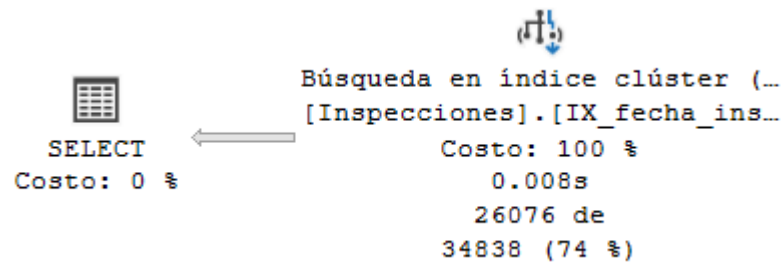 SELECT
Costo: 0 %
Búsqueda en índice clúster (…
[Inspecciones].[IX_fecha_ins…
Costo: 100 %
0.008s
26076 de
34838 (74 %)